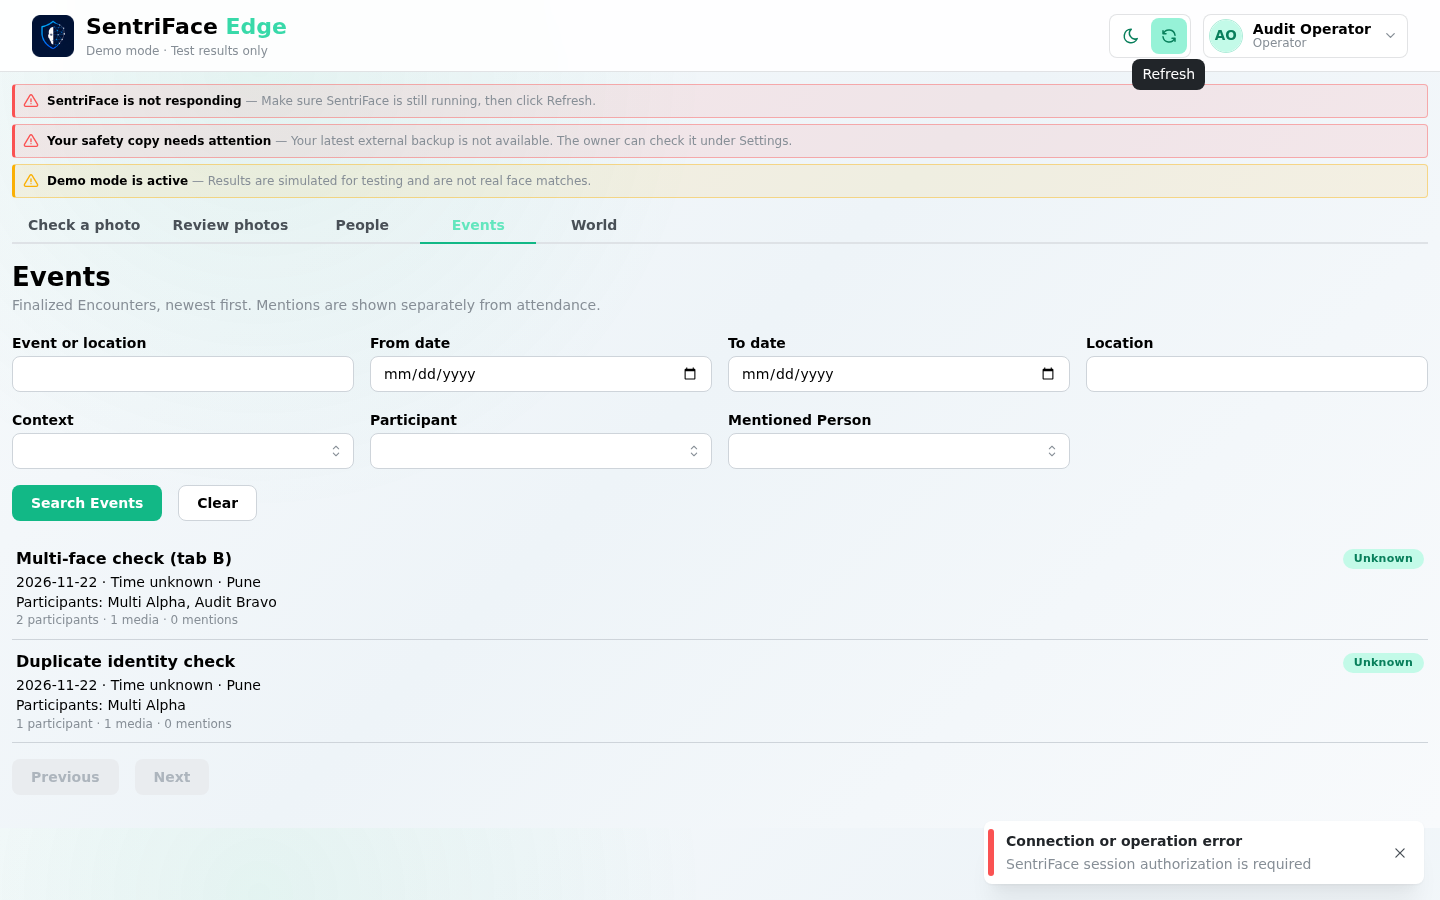 SentriFace Edge
Demo mode · Test results only
AO
Audit Operator
Operator
Refresh
SentriFace is not responding — Make sure SentriFace is still running, then click Refresh.
Your safety copy needs attention — Your latest external backup is not available. The owner can check it under Settings.
Demo mode is active — Results are simulated for testing and are not real face matches.
Check a photo Review photos People Events World
Events
Finalized Encounters, newest first. Mentions are shown separately from attendance.
Event or location From date To date Location
mm/dd/yyyy mm/dd/yyyy
Context Participant Mentioned Person
Search Events Clear
Multi-face check (tab B) Unknown
2026-11-22 · Time unknown · Pune
Participants: Multi Alpha, Audit Bravo
2 participants · 1 media · 0 mentions
Duplicate identity check Unknown
2026-11-22 · Time unknown · Pune
Participants: Multi Alpha
1 participant · 1 media · 0 mentions
Previous Next
Connection or operation error
SentriFace session authorization is required